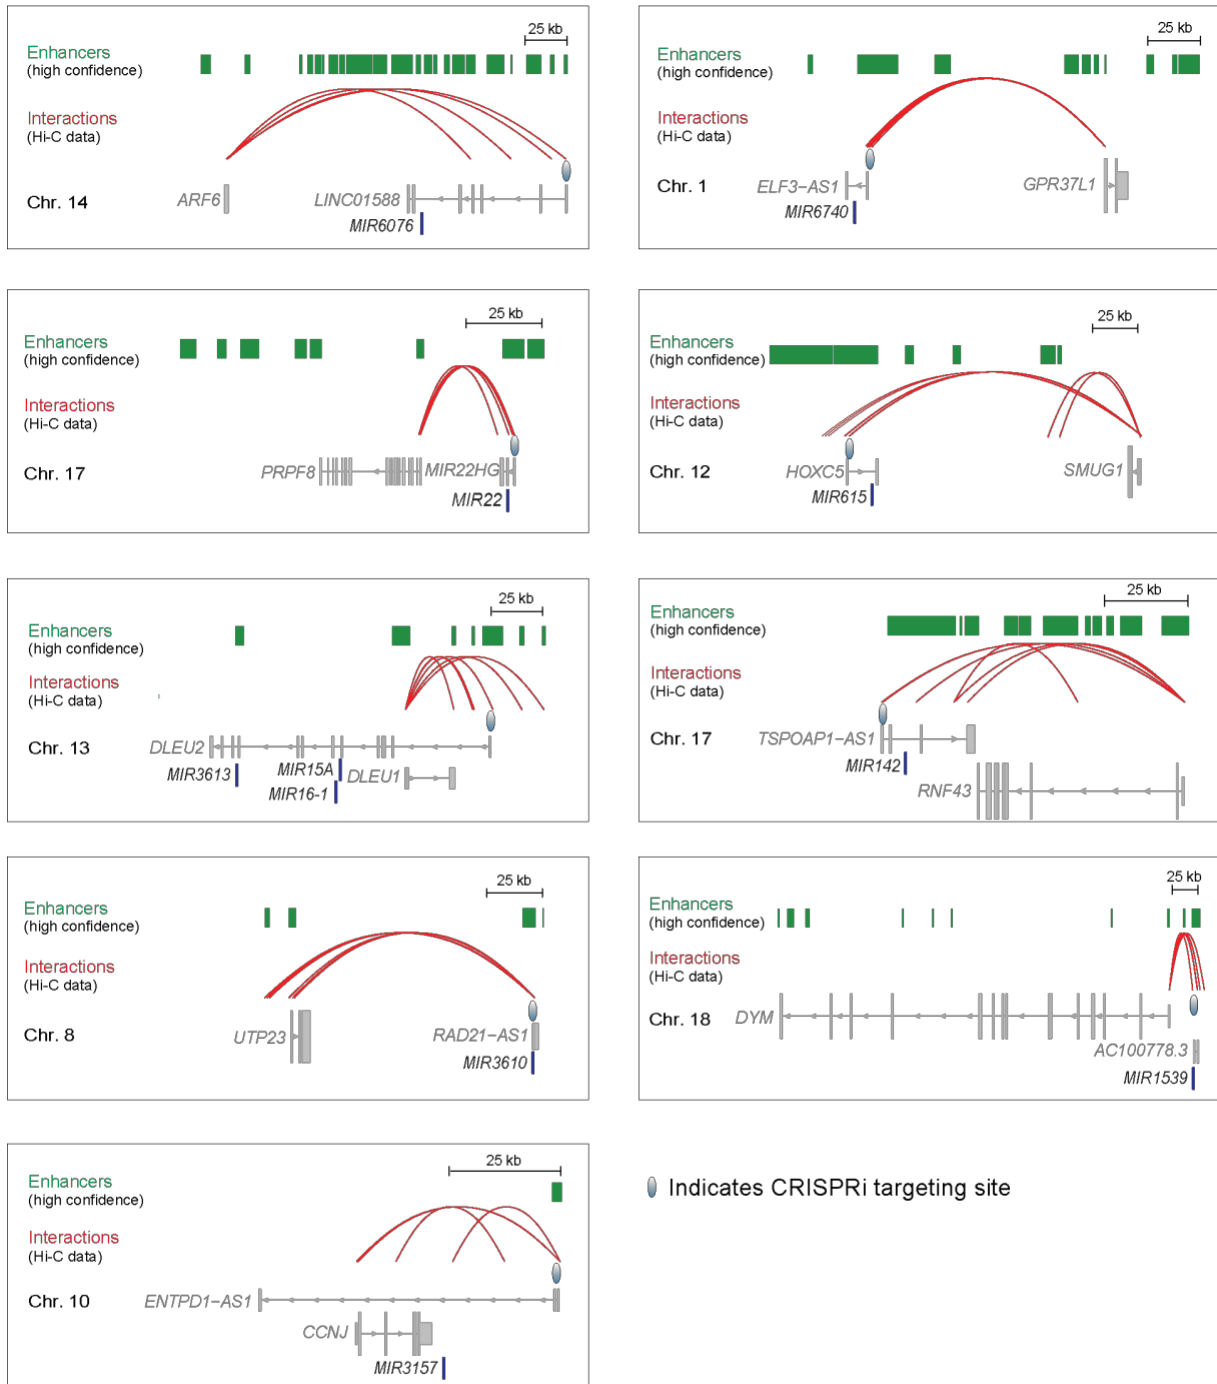 25 kb
Enhancers
(high confidence)
Interactions
(Hi-C data)
Chr. 14
ARF6
LINC01588
MIR6076
25 kb
Enhancers
(high confidence)
Interactions
(Hi-C data)
Chr. 1
ELF3-AS1
GPR37L1
MIR6740
25 kb
Enhancers
(high confidence)
Interactions
(Hi-C data)
Chr. 17
PRPF8
MIR22HG
MIR22
25 kb
Enhancers
(high confidence)
Interactions
(Hi-C data)
Chr. 12
HOXC5
SMUG1
MIR615
25 kb
Enhancers
(high confidence)
Interactions
(Hi-C data)
Chr. 13
DLEU2
MIR3613
MIR15A
DLEU1
MIR16-1
25 kb
Enhancers
(high confidence)
Interactions
(Hi-C data)
Chr. 17
TSPOAP1-AS1
MIR142
RNF43
25 kb
Enhancers
(high confidence)
Interactions
(Hi-C data)
Chr. 8
UTP23
RAD21-AS1
MIR3610
25 kb
Enhancers
(high confidence)
Interactions
(Hi-C data)
Chr. 18
DYM
AC100778.3
MIR1539
25 kb
Enhancers
(high confidence)
Interactions
(Hi-C data)
Chr. 10
ENTPD1-AS1
CCNJ
MIR3157
Indicates CRISPRi targeting site